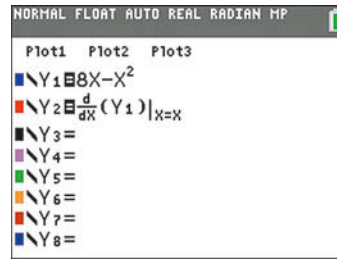 NORMAL FLOAT AUTO REAL RADIAN MP
Plot1 Plot2 Plot3
\Y₁=8X-X²
\Y₂=d/dX(Y₁)|X=X
\Y₃=
\Y₄=
\Y₅=
\Y₆=
\Y₇=
\Y₈=